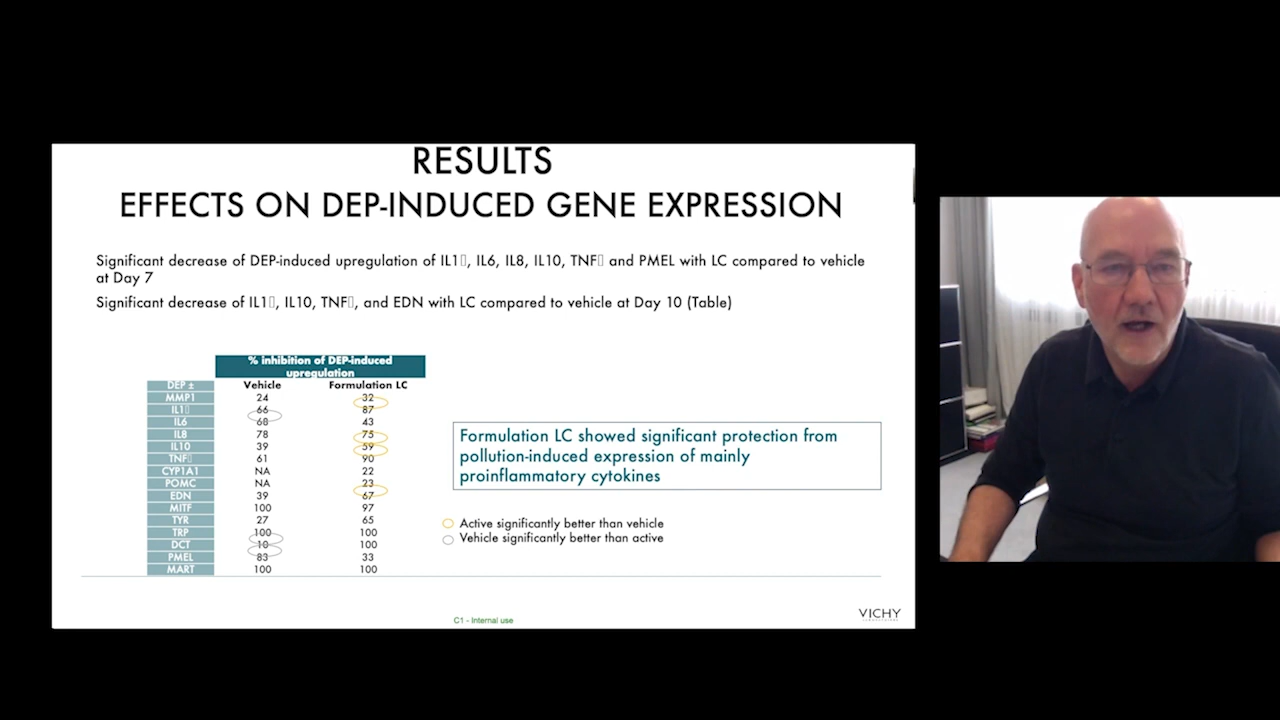 RESULTS
EFFECTS ON DEP-INDUCED GENE EXPRESSION
Significant decrease of DEP-induced upregulation of IL1▯, IL6, IL8, IL10, TNF▯ and PMEL with LC compared to vehicle
at Day 7
Significant decrease of IL1▯, IL10, TNF▯, and EDN with LC compared to vehicle at Day 10 (Table)
% inhibition of DEP-induced
upregulation
DEP ± Vehicle Formulation LC
MMP1 24 32
IL1▯ 66 87
IL6 68 43
IL8 78 75
IL10 39 59
TNF▯ 61 90
CYP1A1 NA 22
POMC NA 23
EDN 39 67
MITF 100 97
TYR 27 65
TRP 100 100
DCT 18 100
PMEL 83 33
MART 100 100
Formulation LC showed significant protection from
pollution-induced expression of mainly
proinflammatory cytokines
Active significantly better than vehicle
Vehicle significantly better than active
C1 - Internal use
VICHY
LABORATOIRES